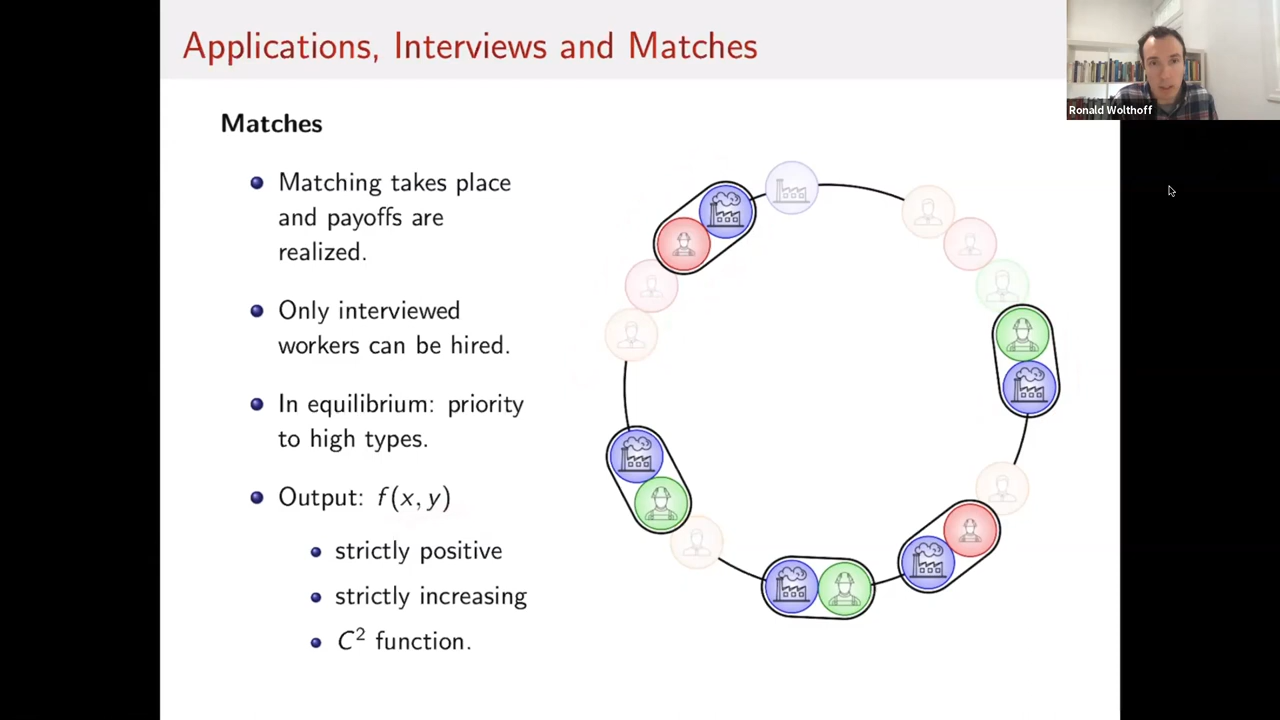 Applications, Interviews and Matches
Ronald Wolthoff
Matches
Matching takes place
and payoffs are
realized.
Only interviewed
workers can be hired.
In equilibrium: priority
to high types.
Output: f(x, y)
strictly positive
strictly increasing
C² function.